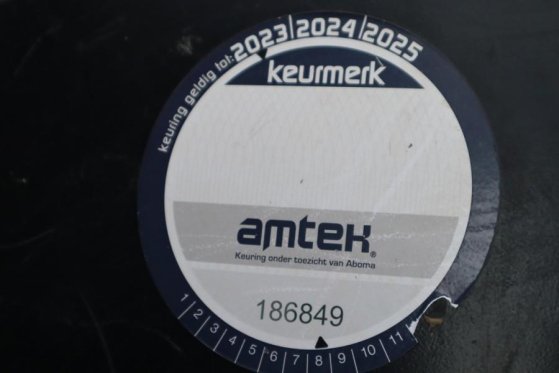 keuring geldig tot: 2023 2024 2025
keurmerk
amtek®
Keuring onder toezicht van Aboma
186849
1 2 3 4 5 6 7 8 9 10 11